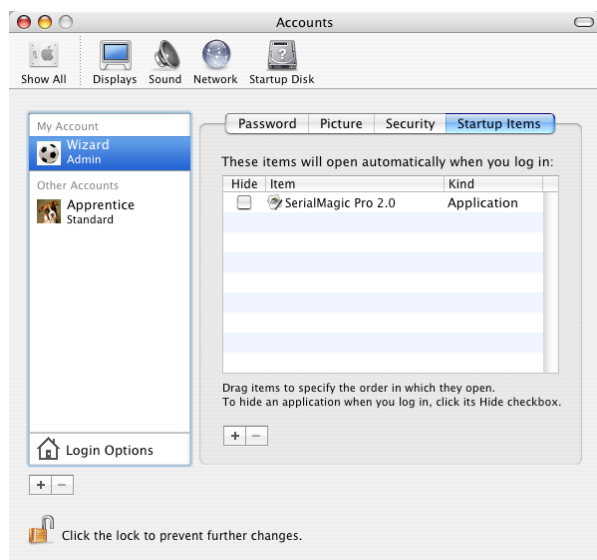 Accounts
Show All Displays Sound Network Startup Disk
My Account
Wizard
Admin
Other Accounts
Apprentice
Standard
Login Options
Password Picture Security Startup Items
These items will open automatically when you log in:
Hide Item Kind
SerialMagic Pro 2.0 Application
Drag items to specify the order in which they open.
To hide an application when you log in, click its Hide checkbox.
+ −
+ −
Click the lock to prevent further changes.